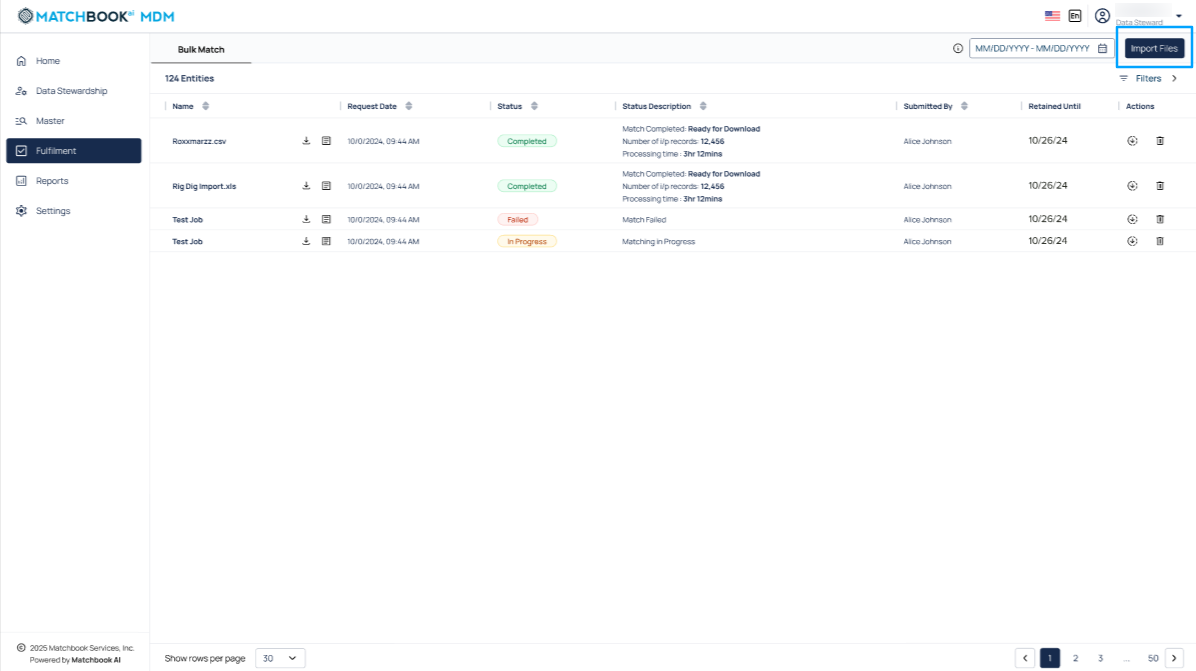 MATCHBOOKai MDM
En
Data Steward
Home
Data Stewardship
Master
Fulfilment
Reports
Settings
Bulk Match
MM/DD/YYYY - MM/DD/YYYY
Import Files
124 Entities
Filters
Name Request Date Status Status Description Submitted By Retained Until Actions
Roxxmarzz.csv 10/0/2024, 09:44 AM Completed Match Completed: Ready for Download Alice Johnson 10/26/24
Number of i/p records: 12,456
Processing time : 3hr 12mins
Rig Dig Import.xls 10/0/2024, 09:44 AM Completed Match Completed: Ready for Download Alice Johnson 10/26/24
Number of i/p records: 12,456
Processing time : 3hr 12mins
Test Job 10/0/2024, 09:44 AM Failed Match Failed Alice Johnson 10/26/24
Test Job 10/0/2024, 09:44 AM In Progress Matching in Progress Alice Johnson 10/26/24
© 2025 Matchbook Services, Inc.
Powered by Matchbook AI
Show rows per page 30
1 2 3 ... 50